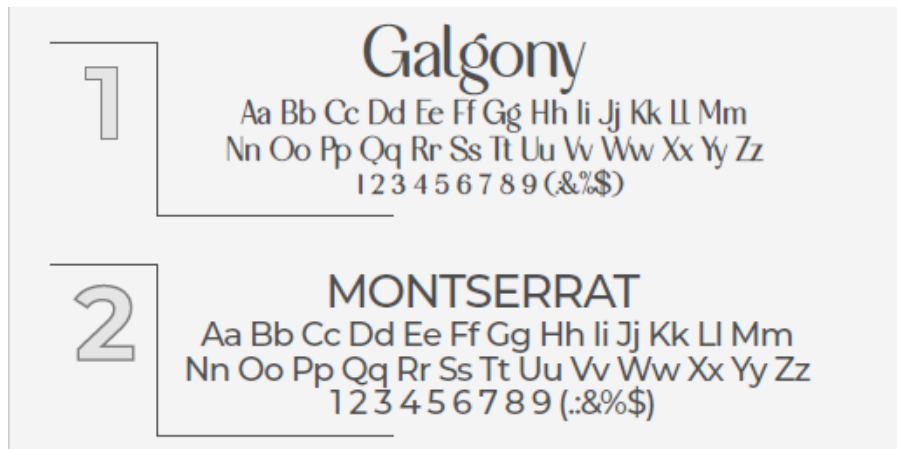 1
Galgony
Aa Bb Cc Dd Ee Ff Gg Hh Ii Jj Kk Ll Mm
Nn Oo Pp Qq Rr Ss Tt Uu Vv Ww Xx Yy Zz
1 2 3 4 5 6 7 8 9 (.:&%$)
2
MONTSERRAT
Aa Bb Cc Dd Ee Ff Gg Hh Ii Jj Kk Ll Mm
Nn Oo Pp Qq Rr Ss Tt Uu Vv Ww Xx Yy Zz
1 2 3 4 5 6 7 8 9 (.:&%$)